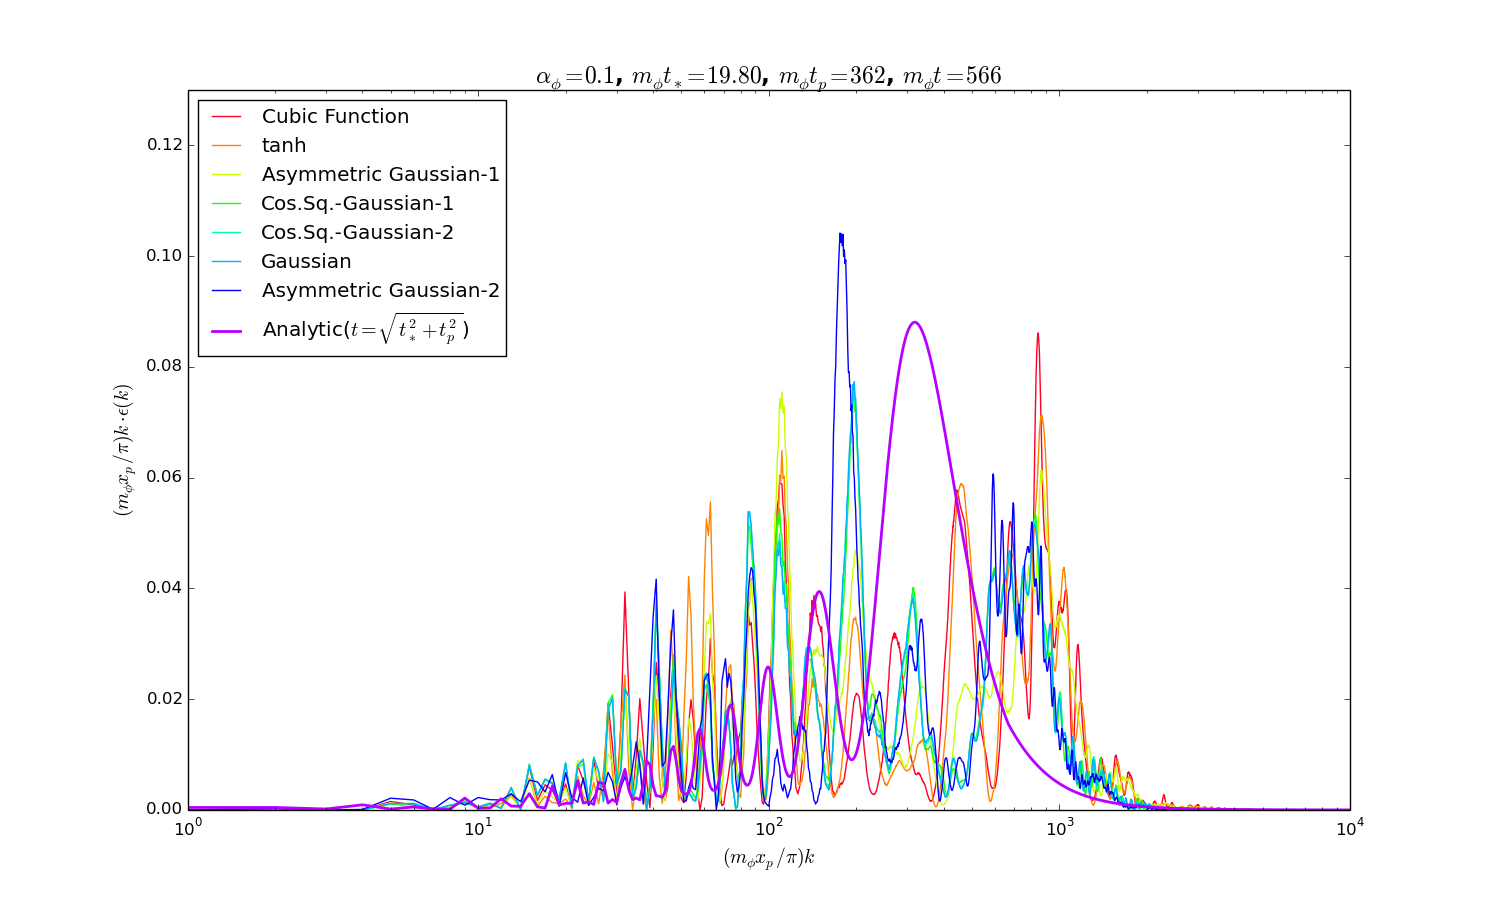 α_ϕ=0.1, m_ϕt_*=19.80, m_ϕt_p=362, m_ϕt=566
Cubic Function
tanh
Asymmetric Gaussian-1
Cos.Sq.-Gaussian-1
Cos.Sq.-Gaussian-2
Gaussian
Asymmetric Gaussian-2
Analytic(t=√(t_*^2+t_p^2))
0.12
0.10
0.08
0.06
0.04
0.02
0.00
(m_ϕx_p/π)k·ϵ(k)
10^0
10^1
10^2
10^3
10^4
(m_ϕx_p/π)k